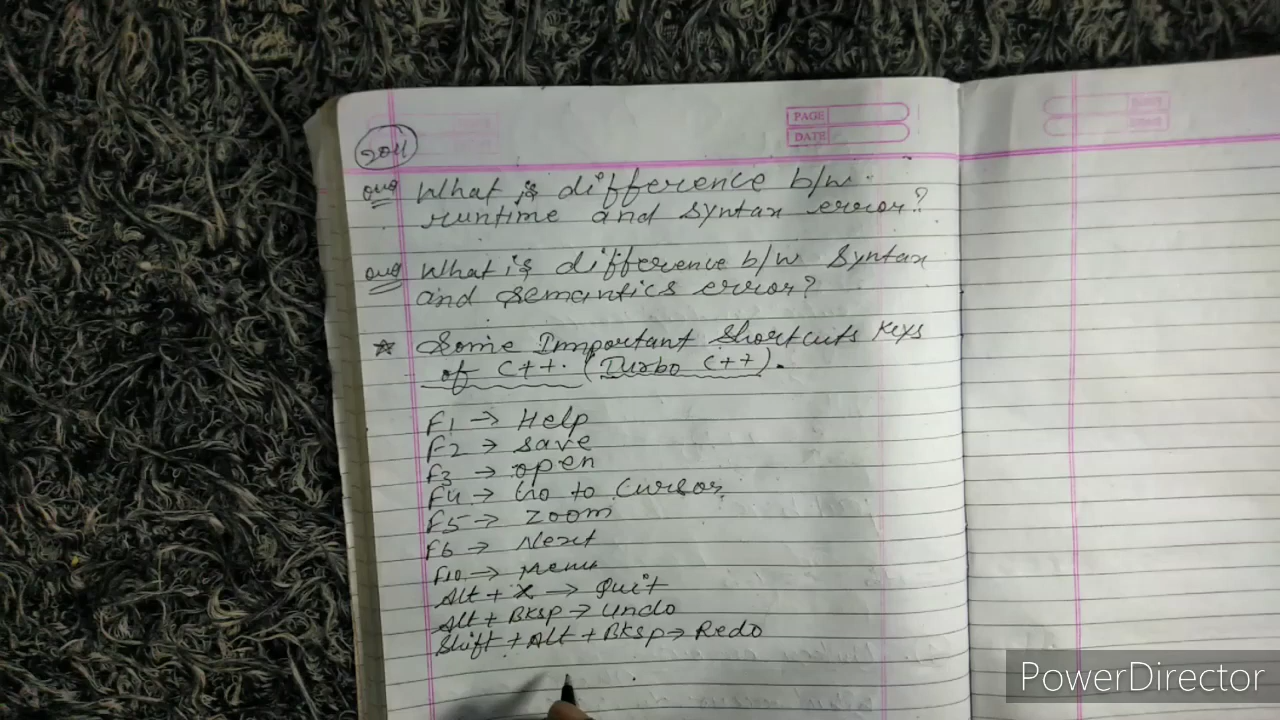 PAGE
DATE
2011
Ques What is difference b/w.
runtime and syntax error?
Ques What is difference b/w Syntax
and semantics error?
☆ Some Important Shortcuts Keys
of C++. (Turbo C++).
F1 → Help
F2 → save
F3 → open
F4 → Go to Cursor
F5 → Zoom
F6 → Next
F10 → Menu
Alt + X → Quit
Alt + BKsp → Undo
Shift + Alt + BKsp → Redo
PowerDirector